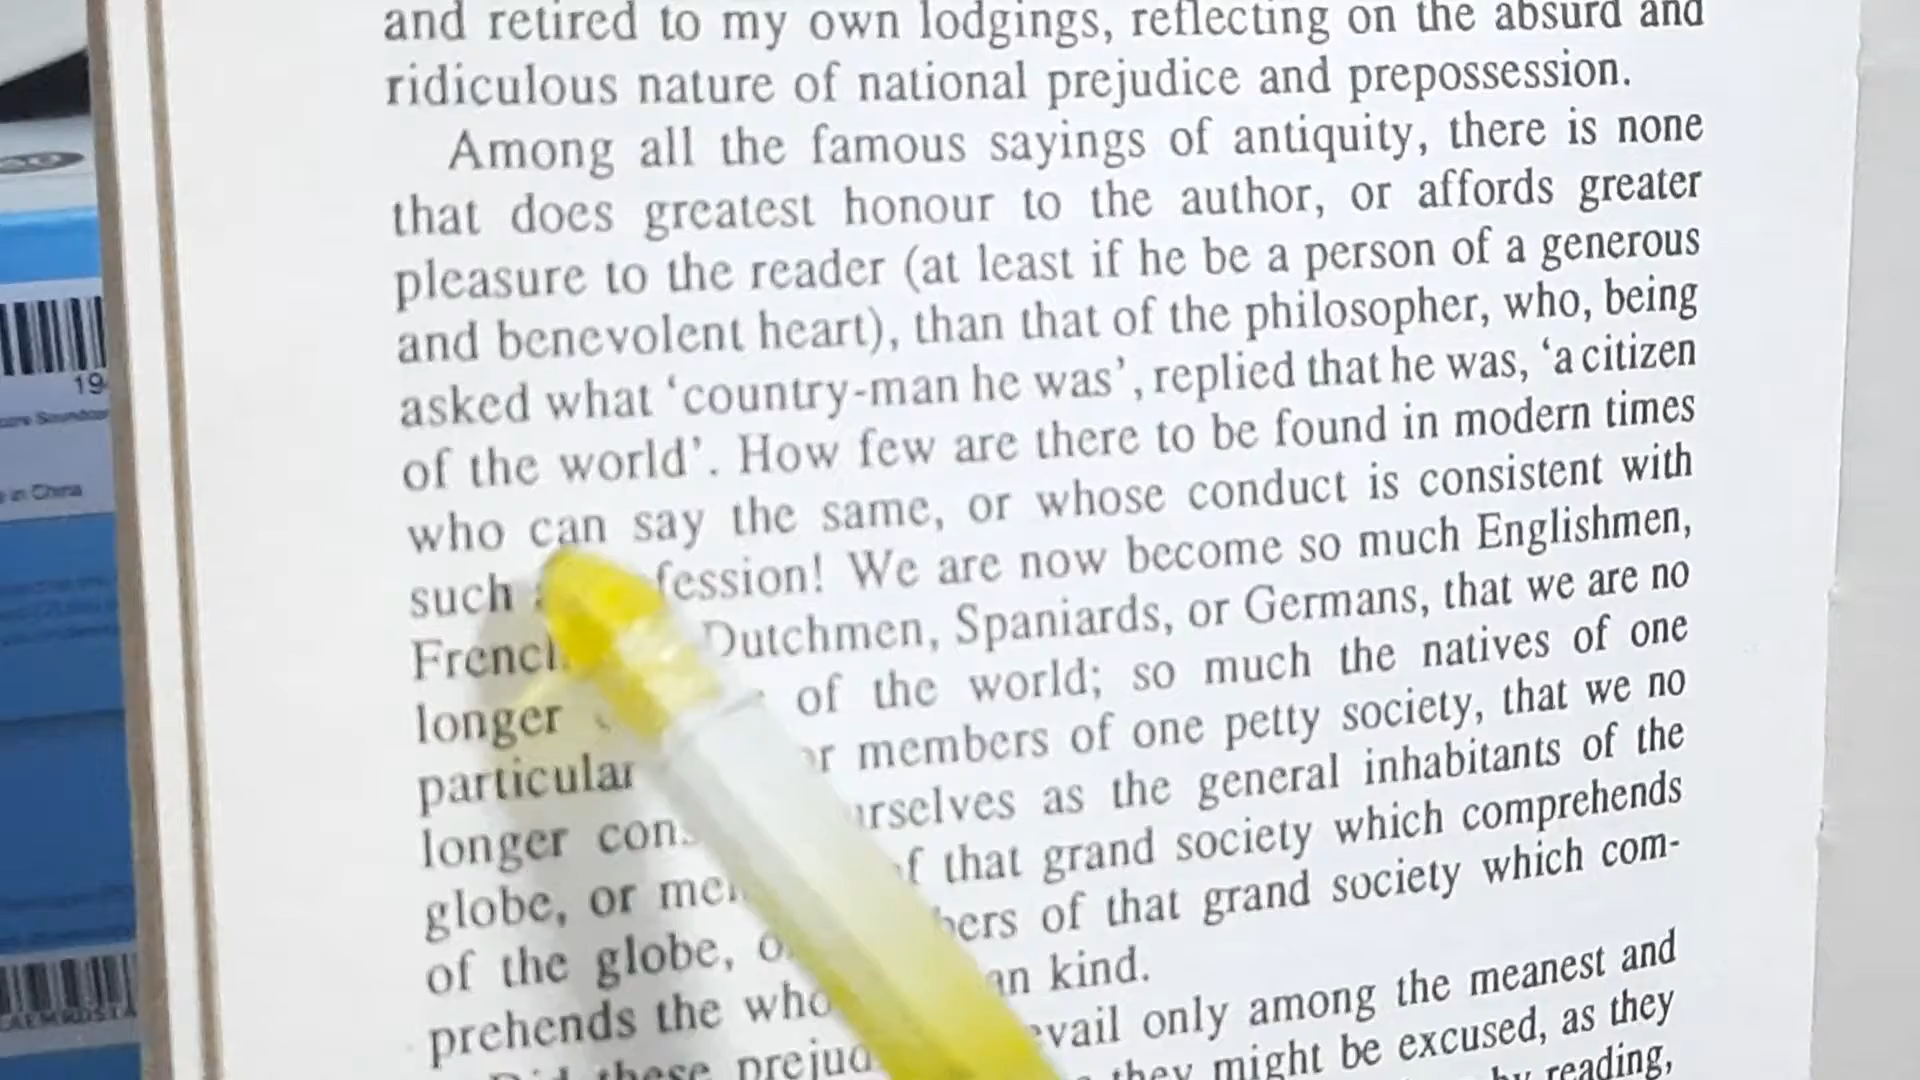 and retired to my own lodgings, reflecting on the absurd and
ridiculous nature of national prejudice and prepossession.
Among all the famous sayings of antiquity, there is none
that does greatest honour to the author, or affords greater
pleasure to the reader (at least if he be a person of a generous
and benevolent heart), than that of the philosopher, who, being
asked what ‘country-man he was’, replied that he was, ‘a citizen
of the world’. How few are there to be found in modern times
who can say the same, or whose conduct is consistent with
such fession! We are now become so much Englishmen,
Dutchmen, Spaniards, or Germans, that we are no
longer of the world; so much the natives of one
particular members of one petty society, that we no
longer as the general inhabitants of the
globe, or that grand society which comprehends
of the globe, of that grand society which com-
prehends the kind.
these only among the meanest and
they might be excused, as they
by reading,
19
in China